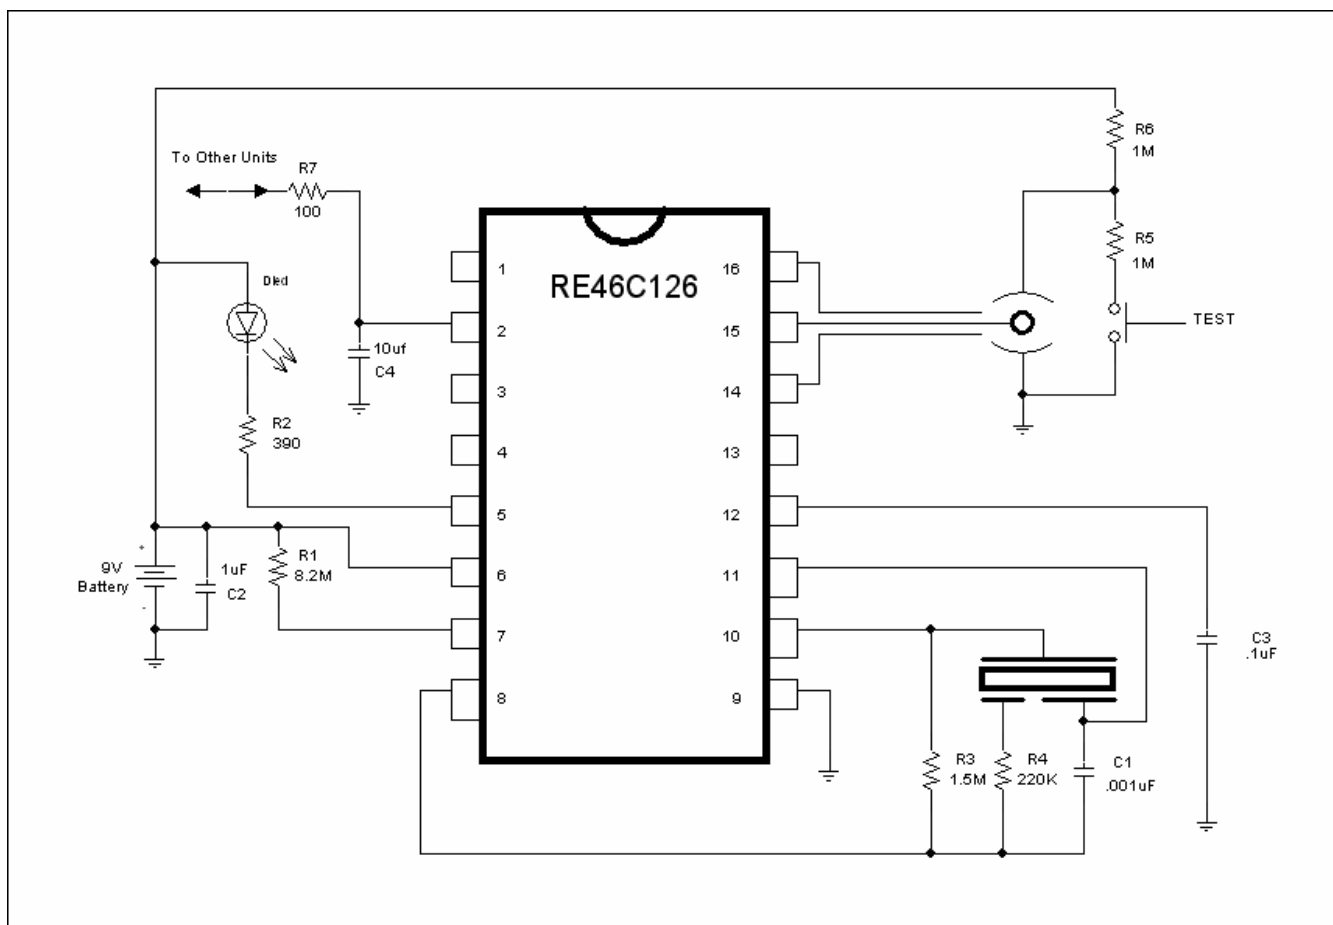 R6
1M
To Other Units
R7
100
R5
1M
Dled
RE46C126
1
16
2
15
TEST
10uf
C4
3
14
R2
390
4
13
5
12
+
9V
Battery
-
1uF
C2
R1
8.2M
6
11
7
10
C3
.1uF
8
9
R3
1.5M
R4
220K
C1
.001uF